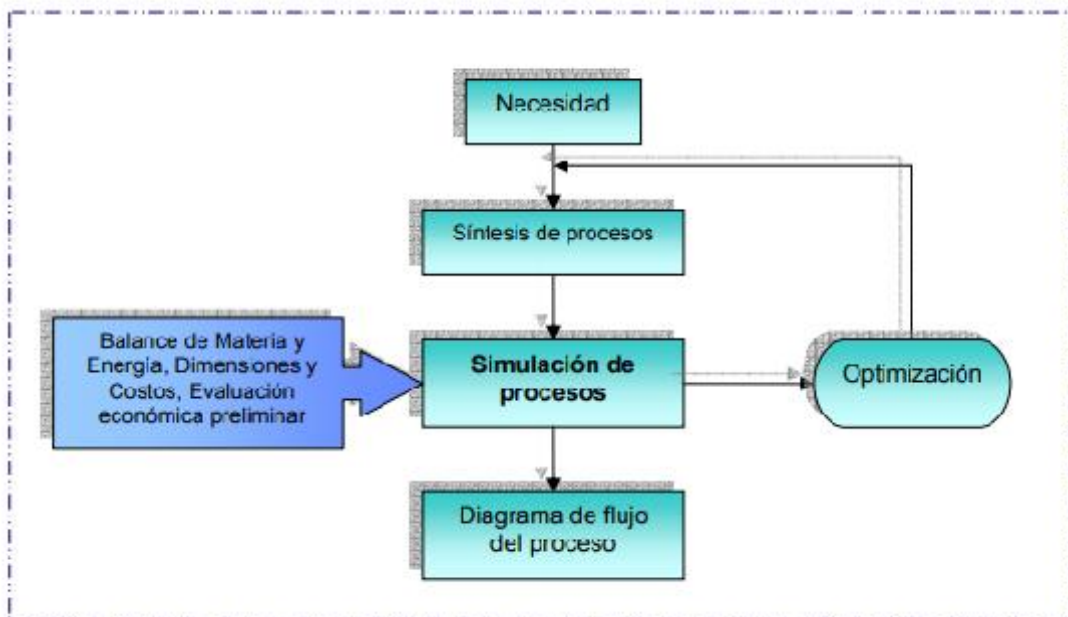 Necesidad
Síntesis de procesos
Balance de Materia y
Energía, Dimensiones y
Costos, Evaluación
económica preliminar
Simulación de
procesos
Optimización
Diagrama de flujo
del proceso